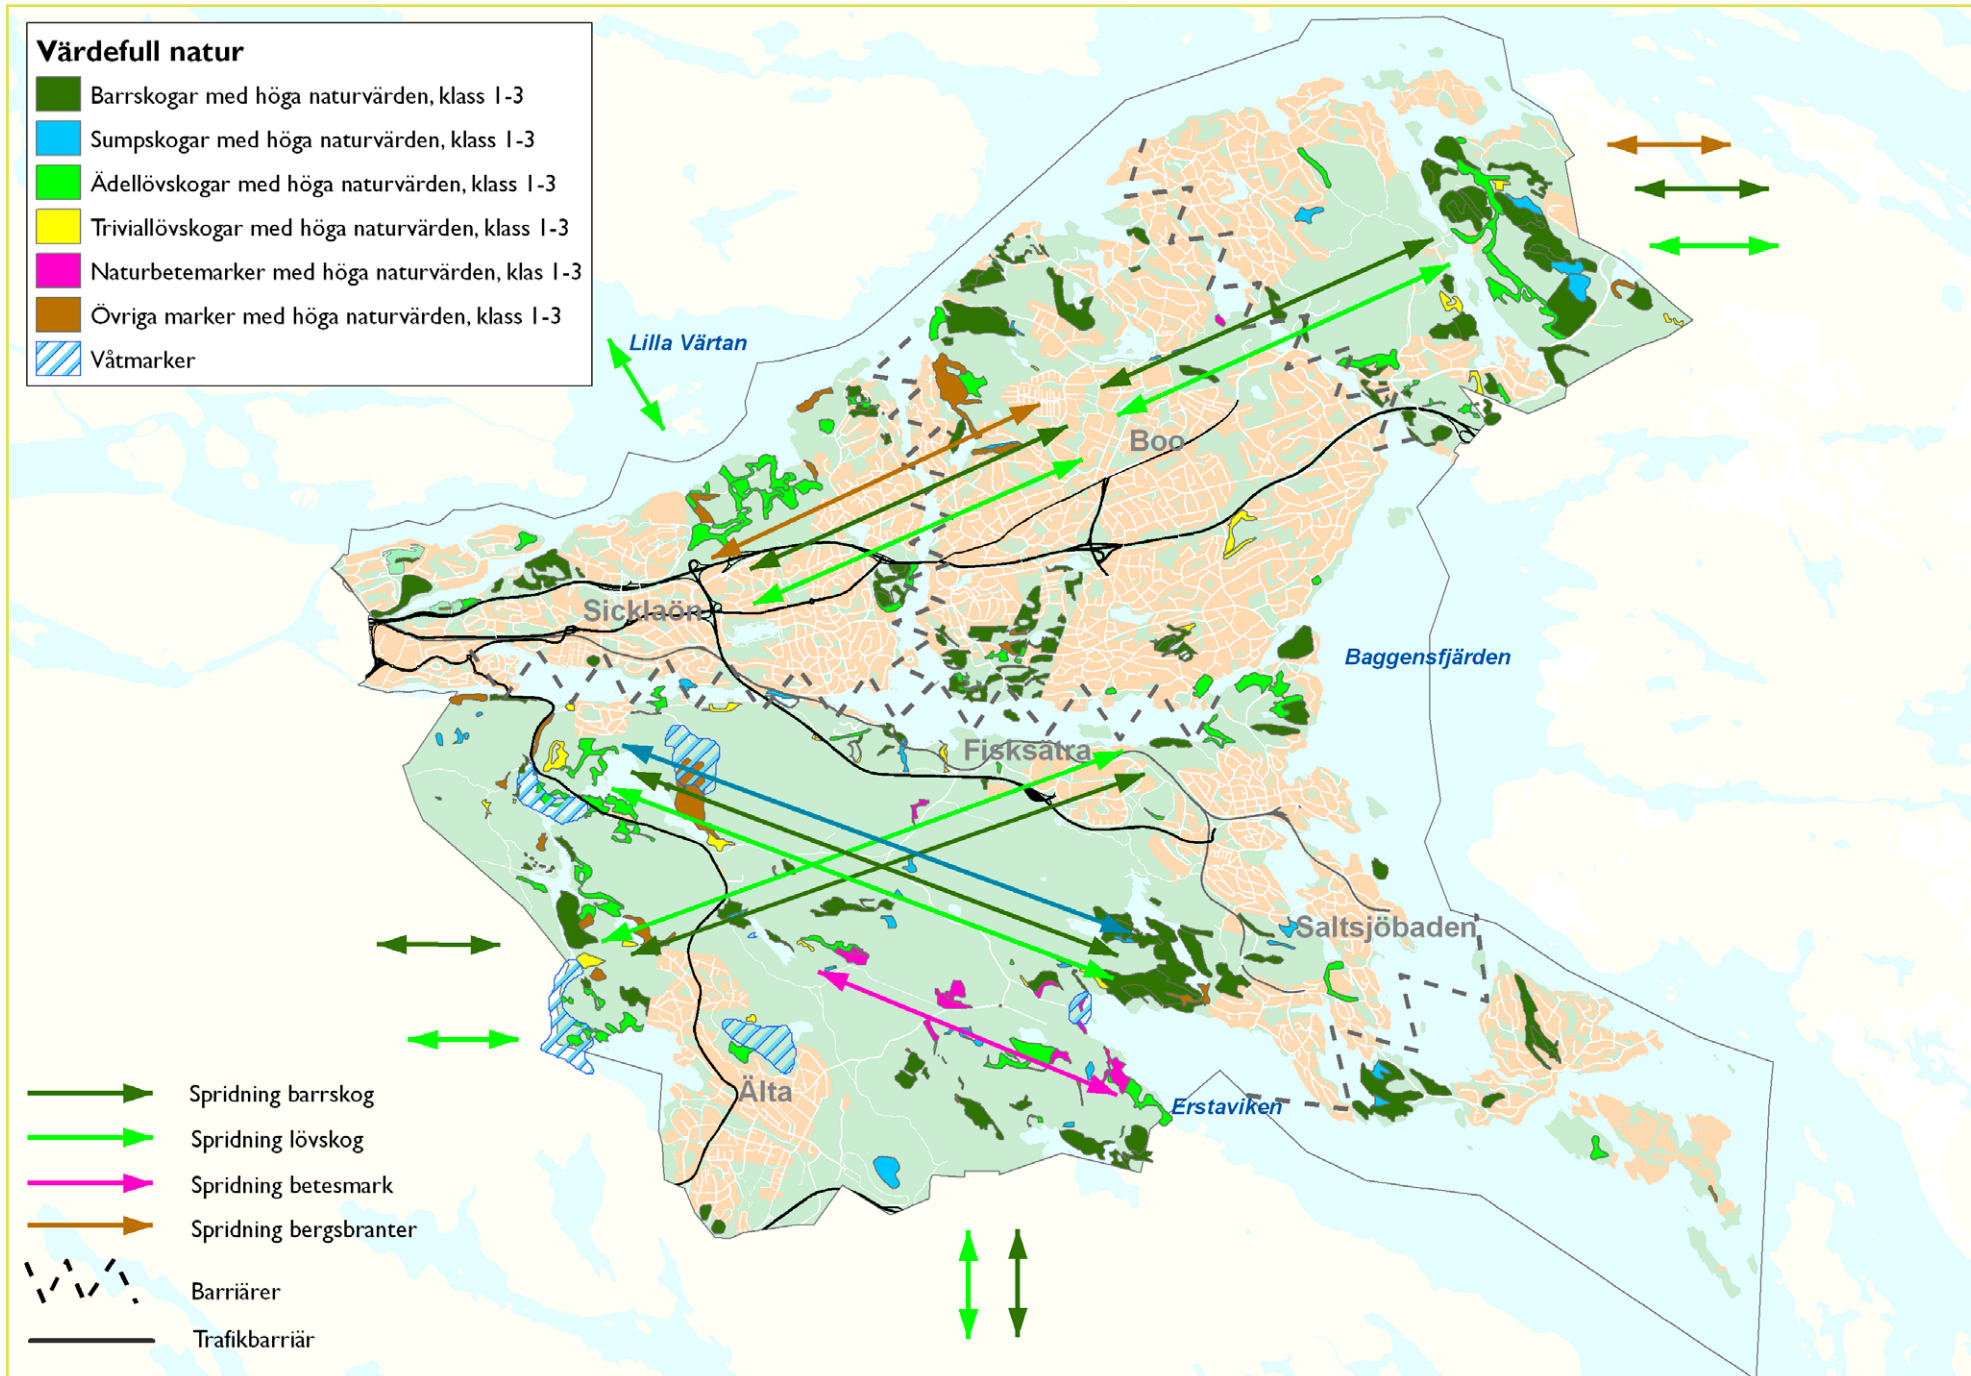 Värdefull natur
Barrskogar med höga naturvärden, klass 1-3
Sumpskogar med höga naturvärden, klass 1-3
Ädellövskogar med höga naturvärden, klass 1-3
Triviallövskogar med höga naturvärden, klass 1-3
Naturbetemarker med höga naturvärden, klas 1-3
Övriga marker med höga naturvärden, klass 1-3
Våtmarker
Lilla Värtan
Boo
Sicklaön
Baggensfjärden
Fisksätra
Saltsjöbaden
Älta
Erstaviken
Spridning barrskog
Spridning lövskog
Spridning betesmark
Spridning bergsbranter
Barriärer
Trafikbarriär